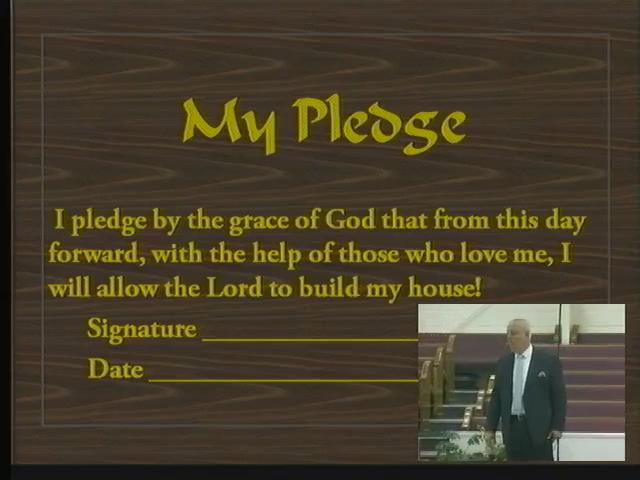 My Pledge
I pledge by the grace of God that from this day
forward, with the help of those who love me, I
will allow the Lord to build my house!
Signature
Date